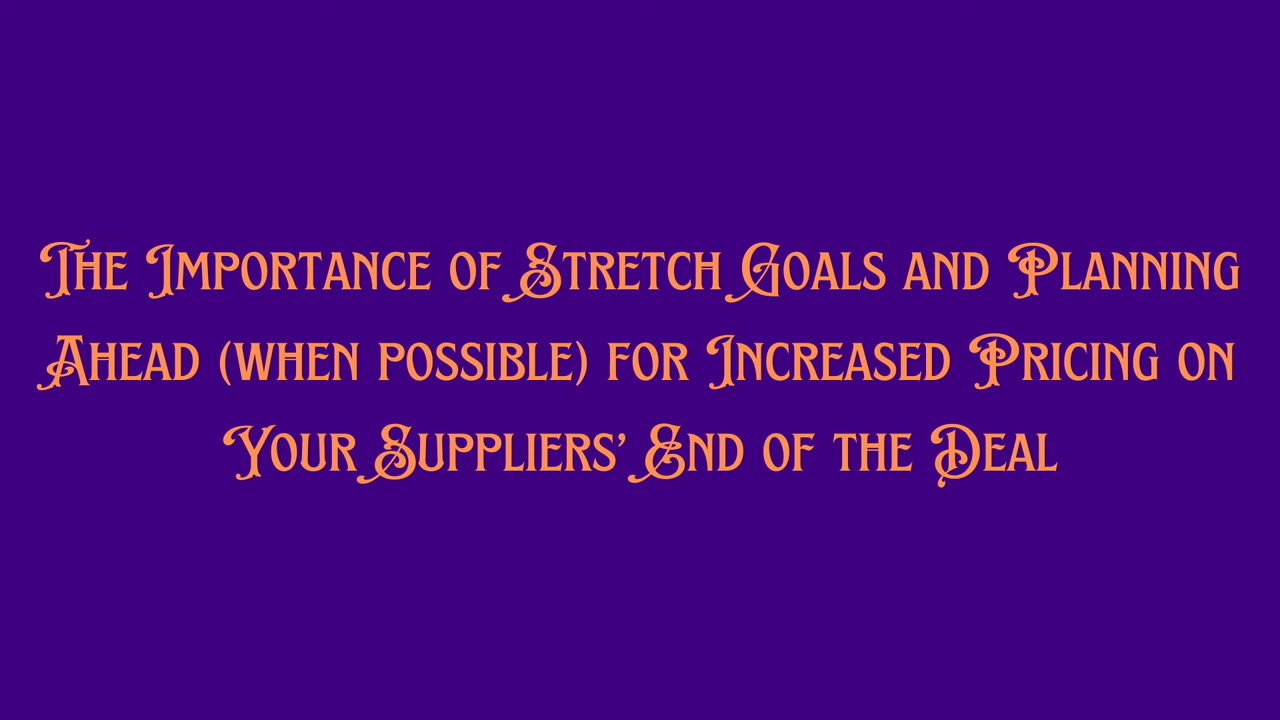 The Importance of Stretch Goals and Planning
Ahead (when possible) for Increased Pricing on
Your Suppliers’ End of the Deal